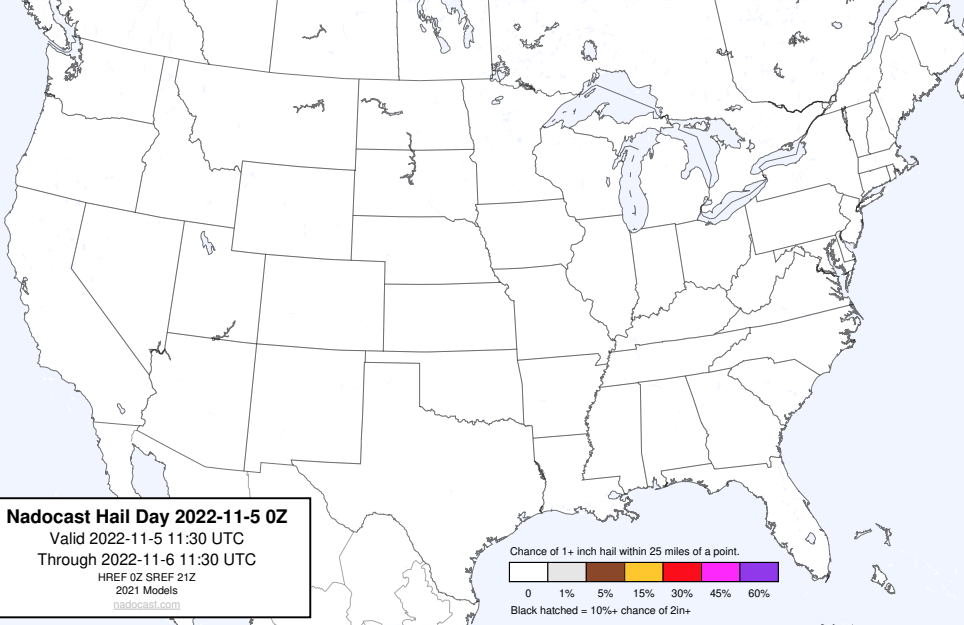 Nadocast Hail Day 2022-11-5 0Z
Valid 2022-11-5 11:30 UTC
Through 2022-11-6 11:30 UTC
HREF 0Z SREF 21Z
2021 Models
nadocast.com
Chance of 1+ inch hail within 25 miles of a point.
0 1% 5% 15% 30% 45% 60%
Black hatched = 10%+ chance of 2in+